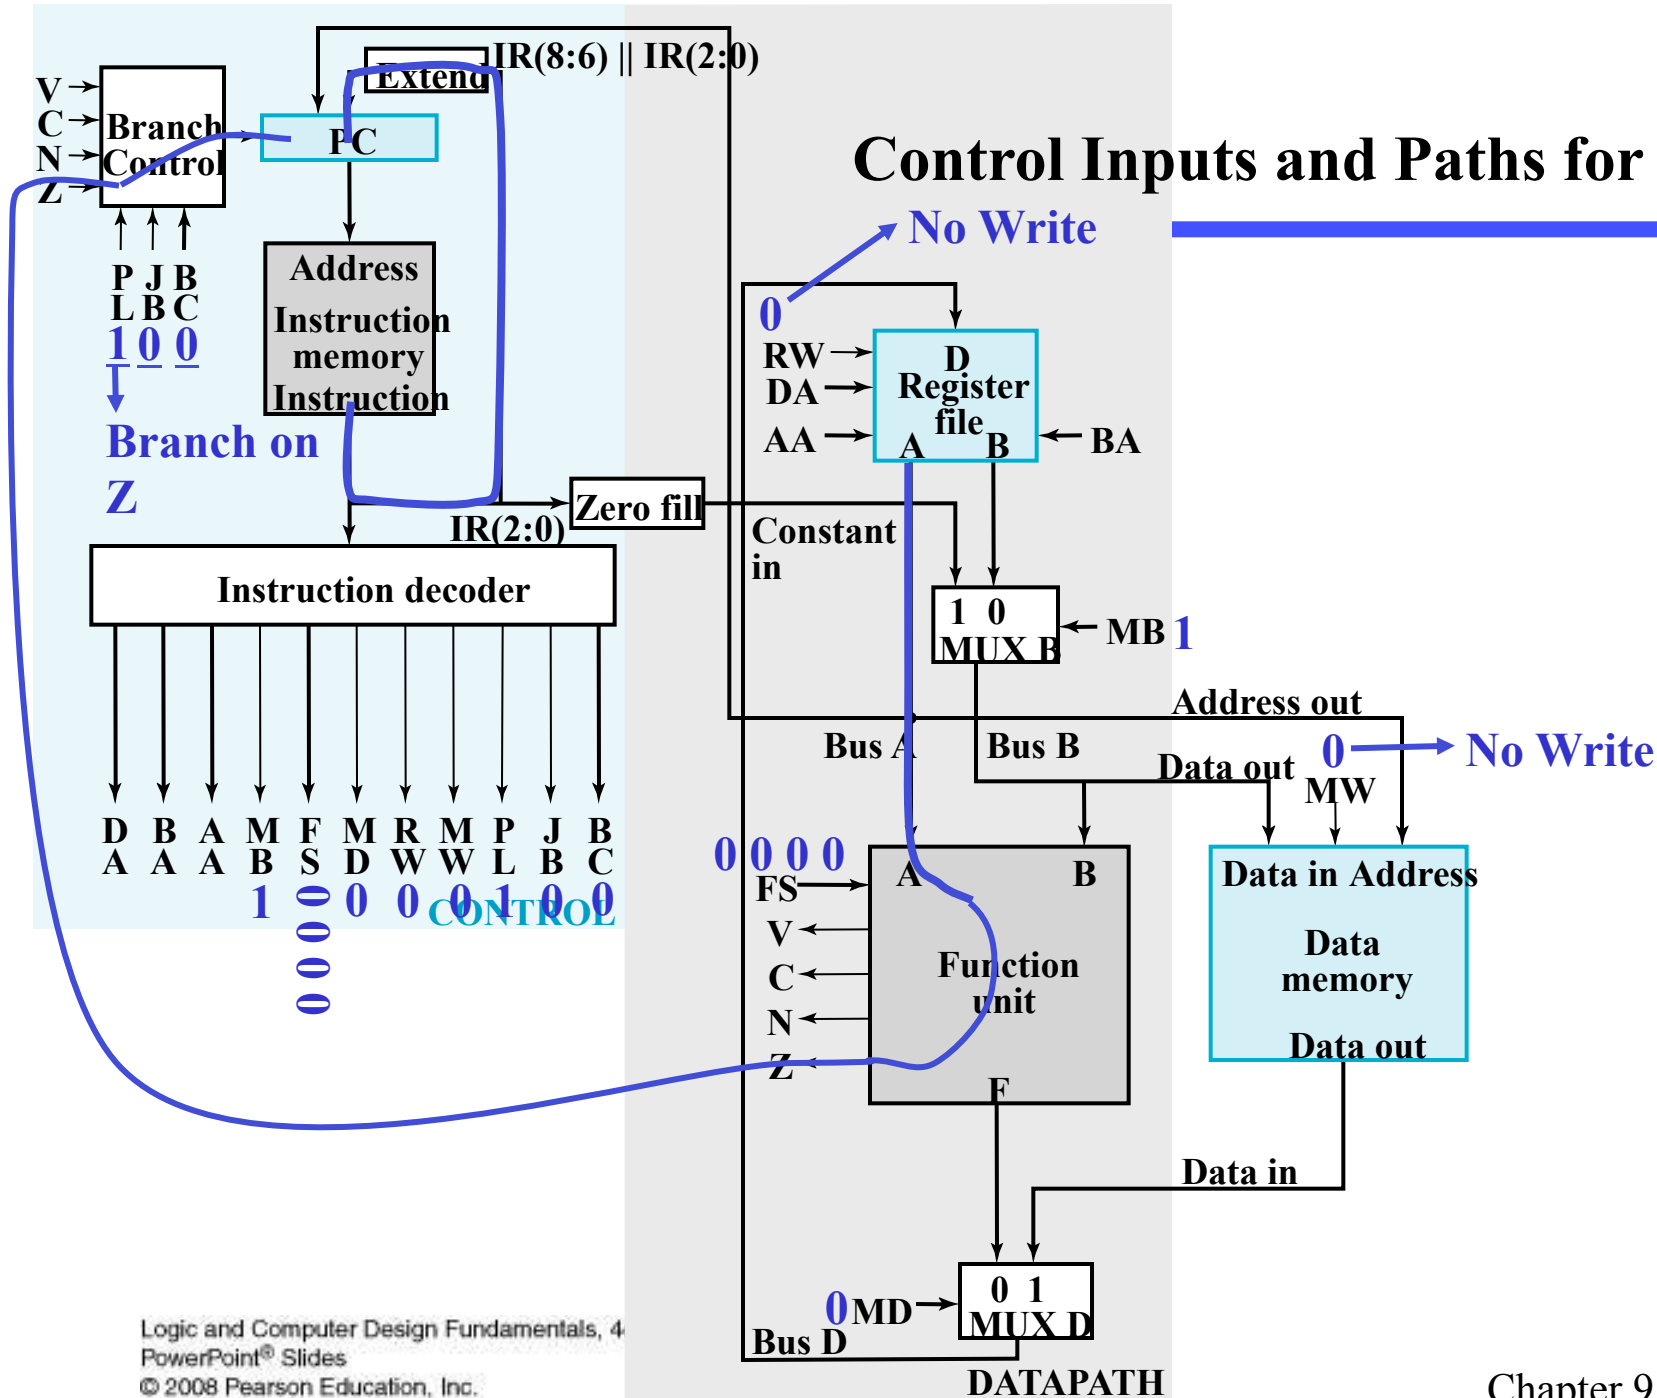 IR(8:6) || IR(2:0)
Extend
V
C
N
Z
Branch
Control
PC
Control Inputs and Paths for
No Write
P J B
L B C
1 0 0
Branch on
Z
Address
Instruction
memory
Instruction
0
RW
DA
AA
D
Register
file
A B
BA
IR(2:0)
Zero fill
Constant
in
Instruction decoder
1 0
MUX B
MB 1
Address out
Bus A
Bus B
Data out
0
No Write
MW
D B A M F M R M P J B
A A A B S D W W L B C
1 0 0 0 0 1 0 0
0
0
0
CONTROL
0 0 0 0
FS
V
C
N
Z
A B
Function
unit
F
Data in Address
Data
memory
Data out
Data in
0 1
MUX D
0 MD
Bus D
DATAPATH
Logic and Computer Design Fundamentals, 4
PowerPoint® Slides
© 2008 Pearson Education, Inc.
Chapter 9